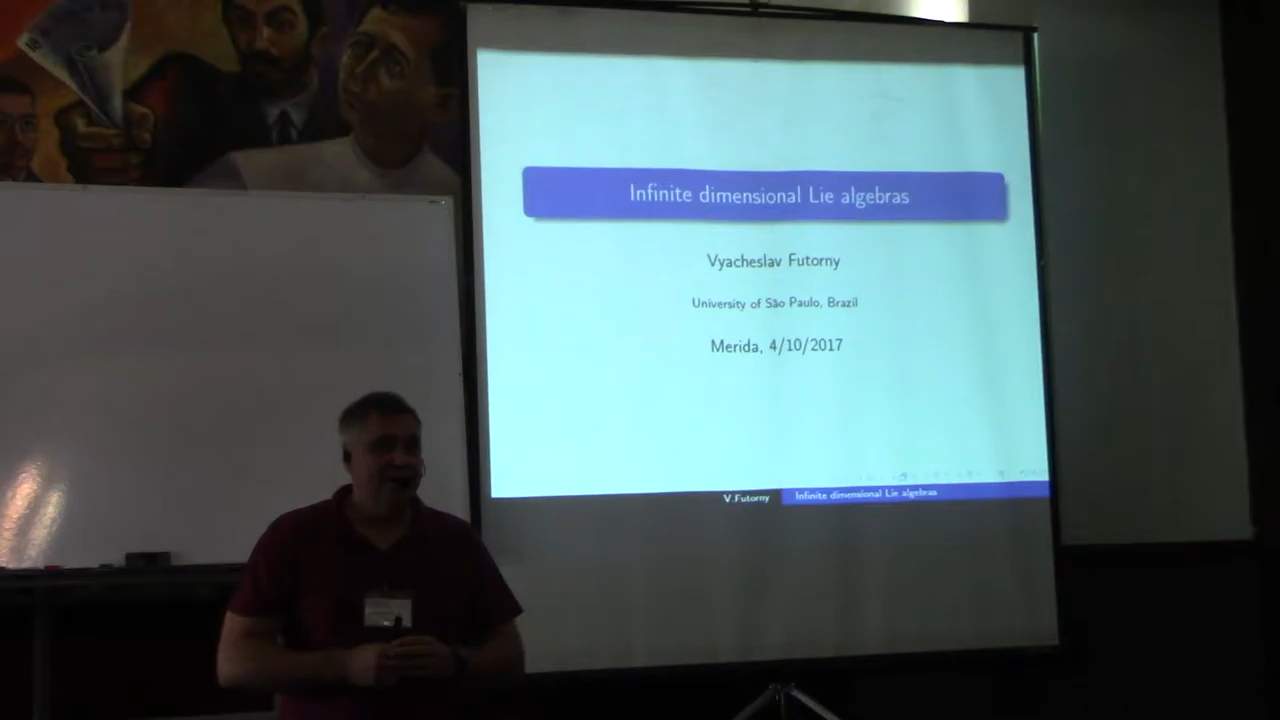 Infinite dimensional Lie algebras
Vyacheslav Futorny
University of São Paulo, Brazil
Merida, 4/10/2017
V.Futorny
Infinite dimensional Lie algebras